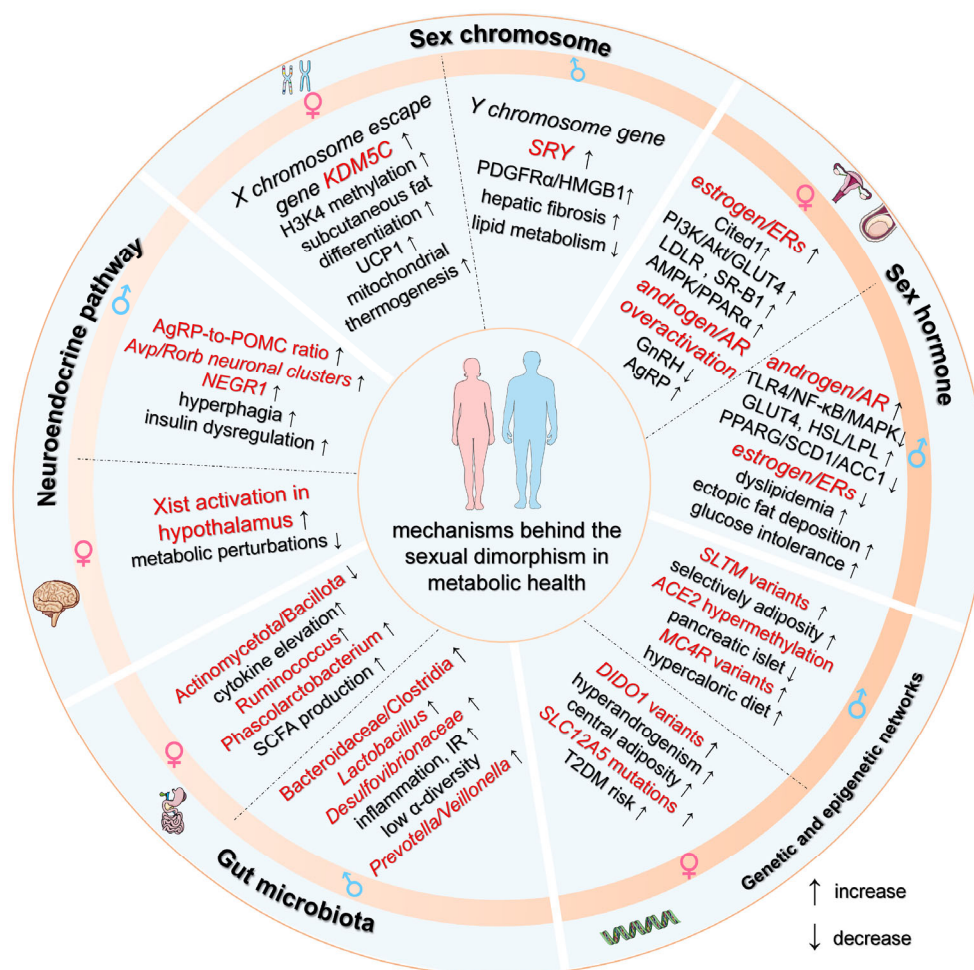 Sex chromosome
♀
♂
X chromosome escape
gene KDM5C ↑
H3K4 methylation ↑
subcutaneous fat
differentiation ↑
UCP1 ↑
mitochondrial
thermogenesis ↑
Y chromosome gene
SRY ↑
PDGFRα/HMGB1↑
hepatic fibrosis ↑
lipid metabolism ↓
Sex hormone
♀
estrogen/ERs ↑
Cited1↑
PI3K/Akt/GLUT4 ↑
LDLR, SR-B1 ↑
AMPK/PPARα ↑
androgen/AR
overactivation
GnRH ↓
AgRP ↑
♂
androgen/AR ↑
TLR4/NF-κB/MAPK↓
GLUT4, HSL/LPL ↑
PPARG/SCD1/ACC1 ↓
estrogen/ERs ↓
dyslipidemia ↑
ectopic fat deposition ↑
glucose intolerance ↑
Genetic and epigenetic networks
♂
SLTM variants ↑
selectively adiposity ↑
ACE2 hypermethylation
pancreatic islet ↓
MC4R variants ↑
hypercaloric diet ↑
♀
DIDO1 variants ↑
hyperandrogenism ↑
central adiposity ↑
SLC12A5 mutations ↑
T2DM risk ↑
Gut microbiota
♂
Bacteroidaceae/Clostridia ↑
Lactobacillus ↑
Desulfovibrionaceae ↑
inflammation, IR ↑
low α-diversity
Prevotella/Veillonella ↑
♀
Actinomycetota/Bacillota ↓
cytokine elevation↑
Ruminococcus↑
Phascolarctobacterium ↑
SCFA production ↑
Neuroendocrine pathway
♀
Xist activation in
hypothalamus ↑
metabolic perturbations ↓
♂
AgRP-to-POMC ratio ↑
Avp/Rorb neuronal clusters ↑
NEGR1 ↑
hyperphagia ↑
insulin dysregulation ↑
mechanisms behind the
sexual dimorphism in
metabolic health
↑ increase
↓ decrease